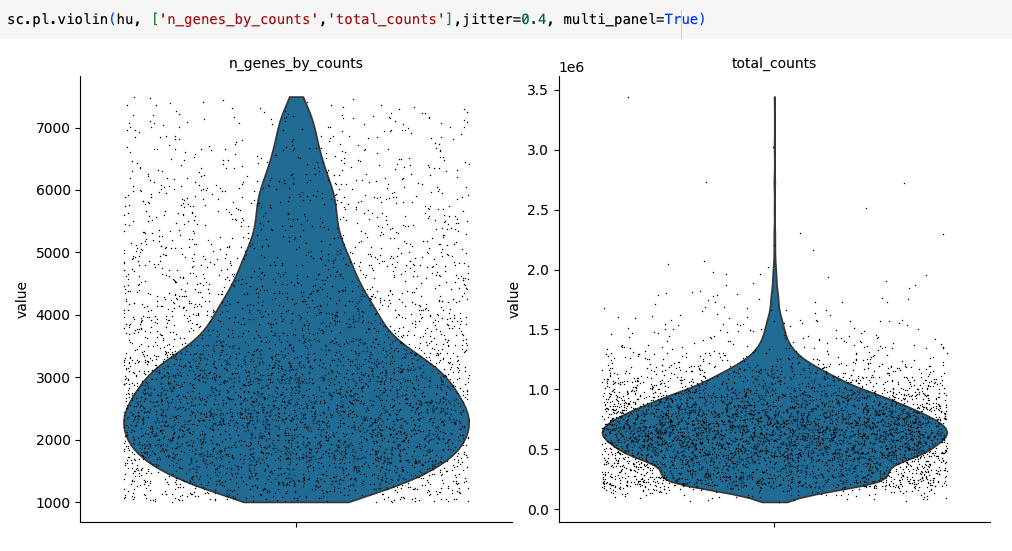 sc.pl.violin(hu, ['n_genes_by_counts','total_counts'],jitter=0.4, multi_panel=True)
n_genes_by_counts
7000
6000
5000
4000
3000
2000
1000
value
total_counts
1e6
3.5
3.0
2.5
2.0
1.5
1.0
0.5
0.0
value